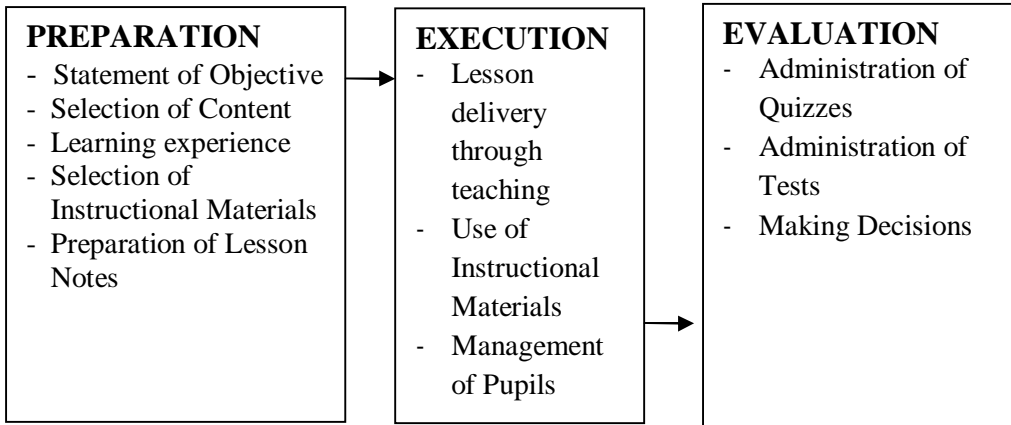 PREPARATION
- Statement of Objective
- Selection of Content
- Learning experience
- Selection of
Instructional Materials
- Preparation of Lesson
Notes
EXECUTION
- Lesson
delivery
through
teaching
- Use of
Instructional
Materials
- Management
of Pupils
EVALUATION
- Administration of
Quizzes
- Administration of
Tests
- Making Decisions